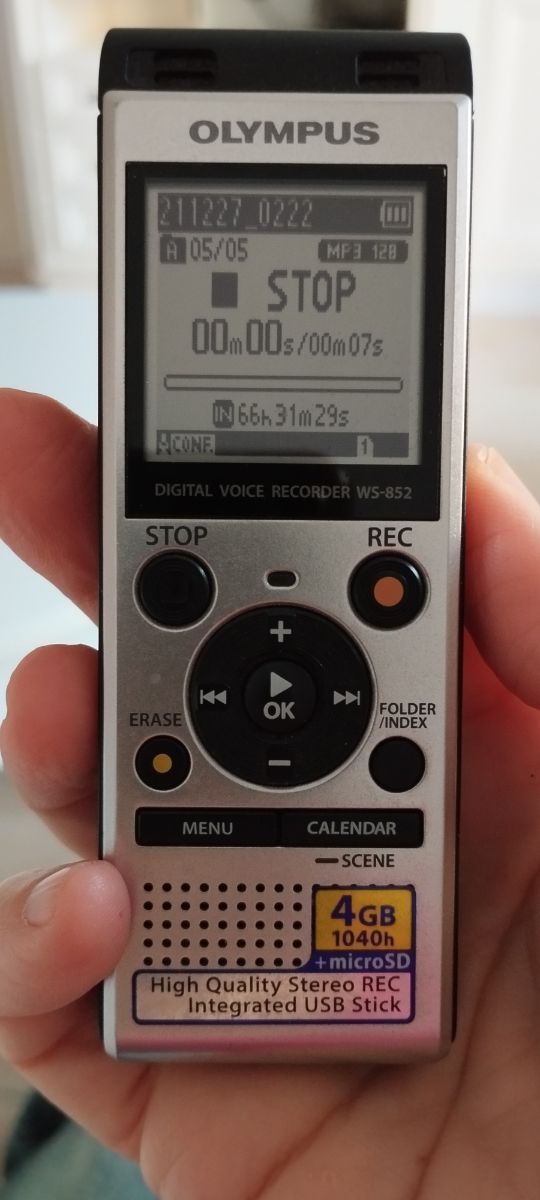 OLYMPUS
211227_0222
A 05/05 MP3 128
STOP
00m00s/00m07s
IN 66h31m29s
CONF. 1
DIGITAL VOICE RECORDER WS-852
STOP REC
+
OK
ERASE FOLDER
/INDEX
–
MENU CALENDAR
SCENE
4GB
1040h
+microSD
High Quality Stereo REC
Integrated USB Stick